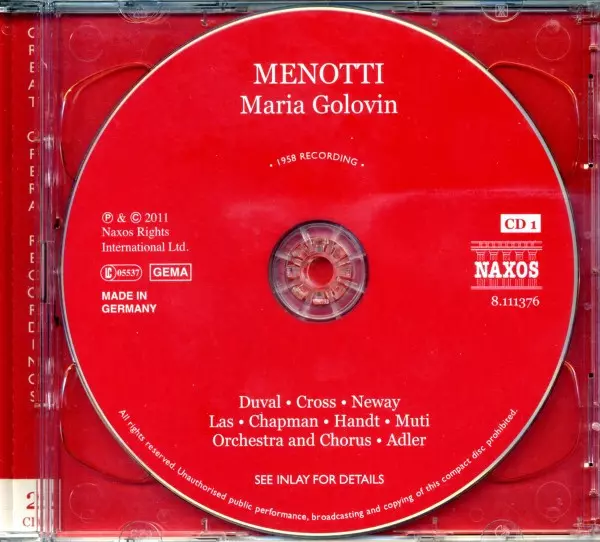 MENOTTI
Maria Golovin
• 1958 RECORDING •
℗ & © 2011
Naxos Rights
International Ltd.
LC 05537 GEMA
MADE IN
GERMANY
CD 1
NAXOS
8.111376
Duval • Cross • Neway
Las • Chapman • Handt • Muti
Orchestra and Chorus • Adler
SEE INLAY FOR DETAILS
All rights reserved. Unauthorised public performance, broadcasting and copying of this compact disc prohibited.
GREAT OPERA RECORDINGS
2